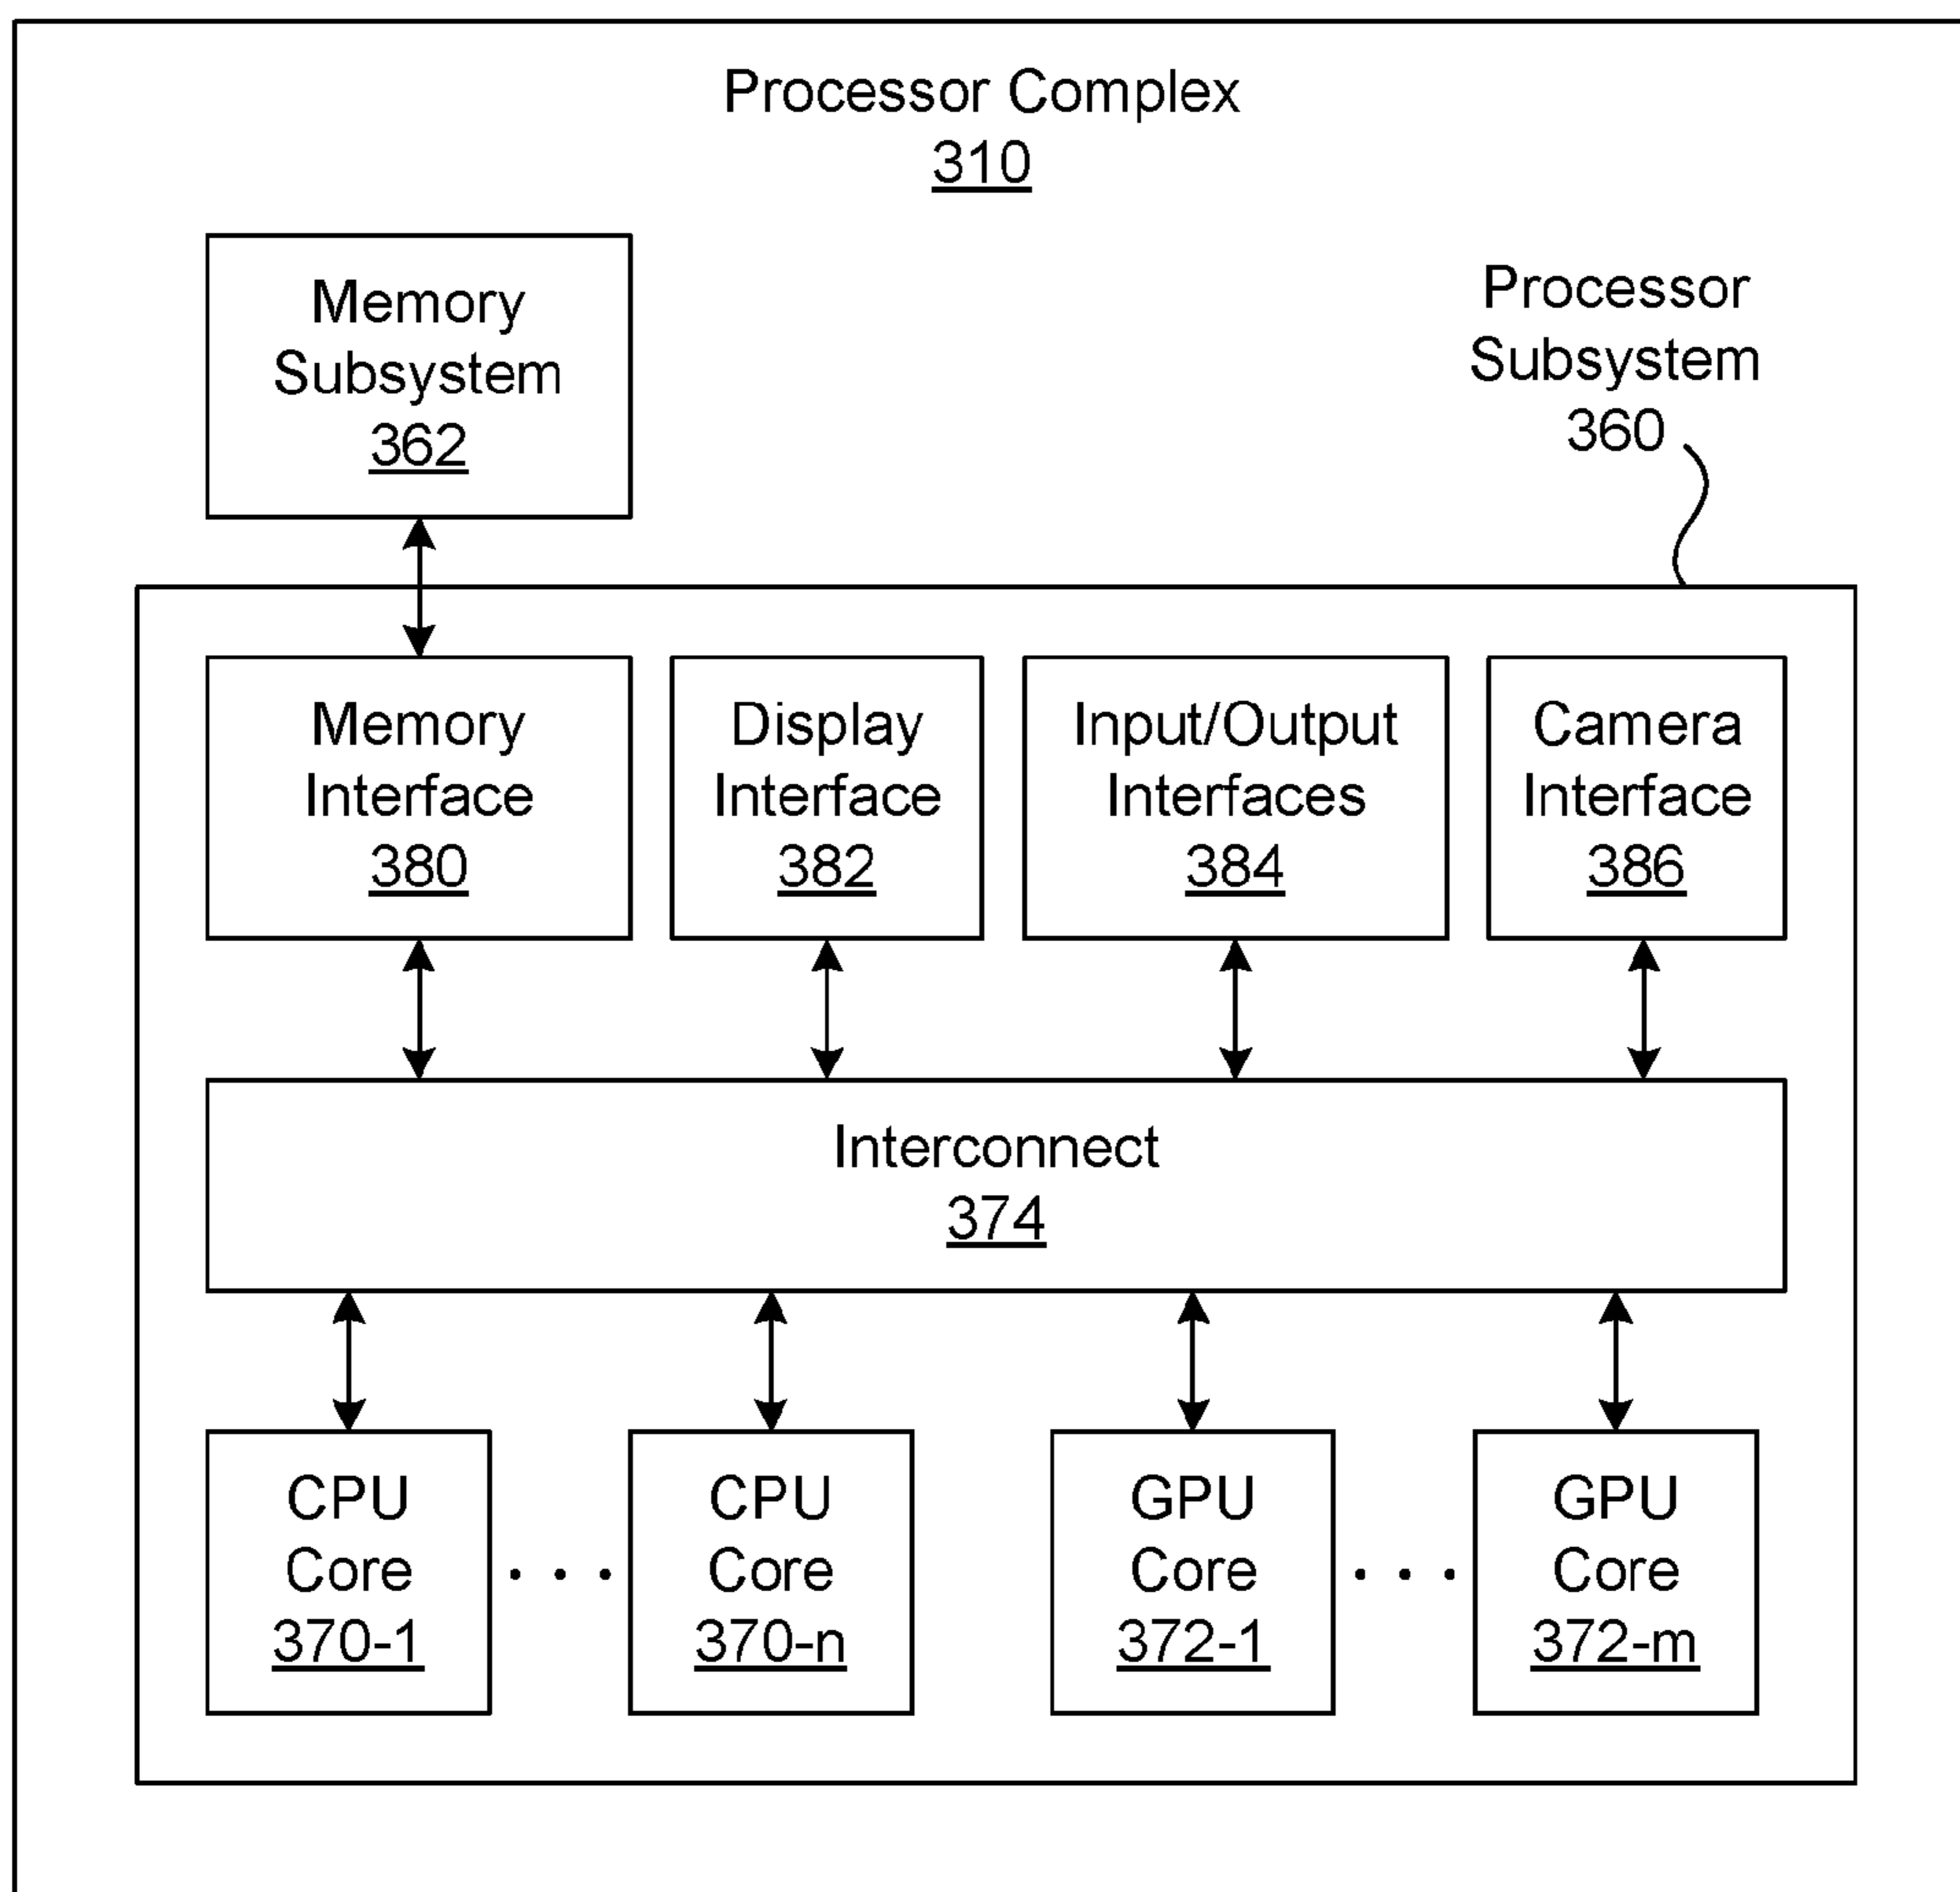 Processor Complex
310
Memory
Subsystem
362
Processor
Subsystem
360
Memory
Interface
380
Display
Interface
382
Input/Output
Interfaces
384
Camera
Interface
386
Interconnect
374
CPU
Core
370-1
. . .
CPU
Core
370-n
GPU
Core
372-1
. . .
GPU
Core
372-m